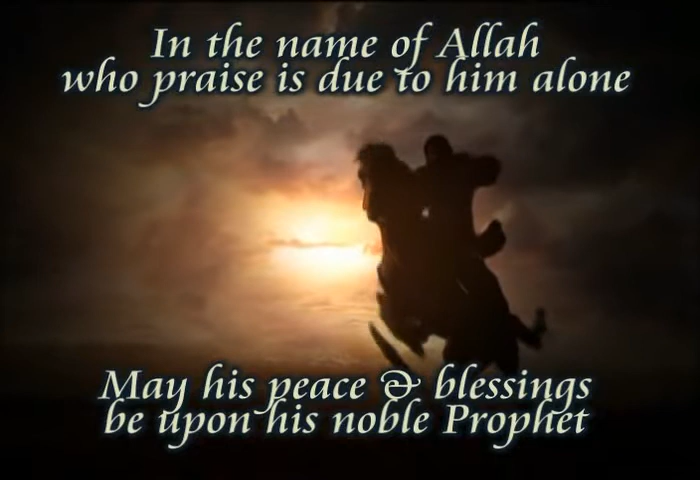 In the name of Allah
who praise is due to him alone
May his peace & blessings
be upon his noble Prophet